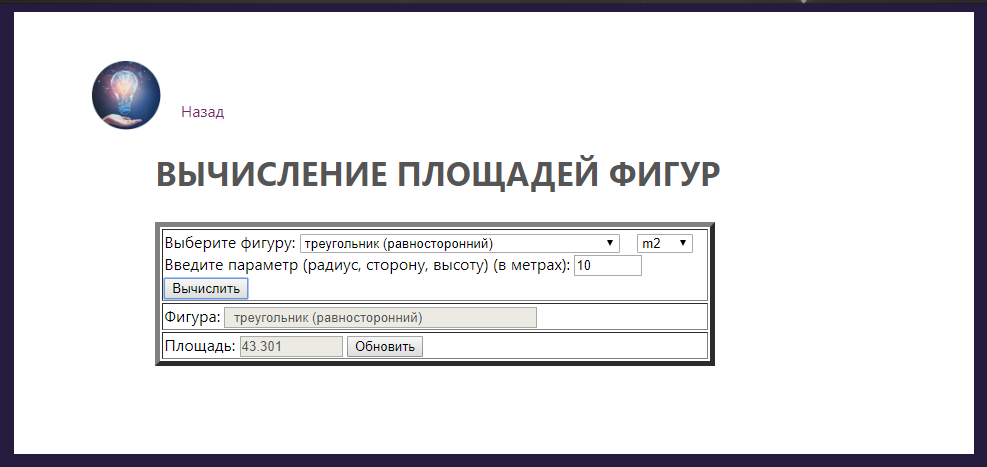 Назад
ВЫЧИСЛЕНИЕ ПЛОЩАДЕЙ ФИГУР
Выберите фигуру: треугольник (равносторонний) m2
Введите параметр (радиус, сторону, высоту) (в метрах): 10
Вычислить
Фигура: треугольник (равносторонний)
Площадь: 43.301 Обновить